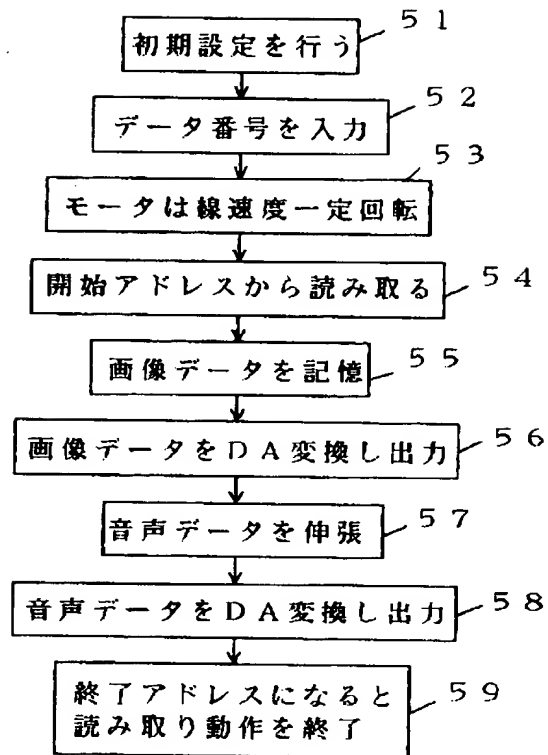 51
初期設定を行う
52
データ番号を入力
53
モータは線速度一定回転
開始アドレスから読み取る
54
画像データを記憶
55
画像データをDA変換し出力
56
音声データを伸張
57
音声データをDA変換し出力
58
終了アドレスになると
読み取り動作を終了
59